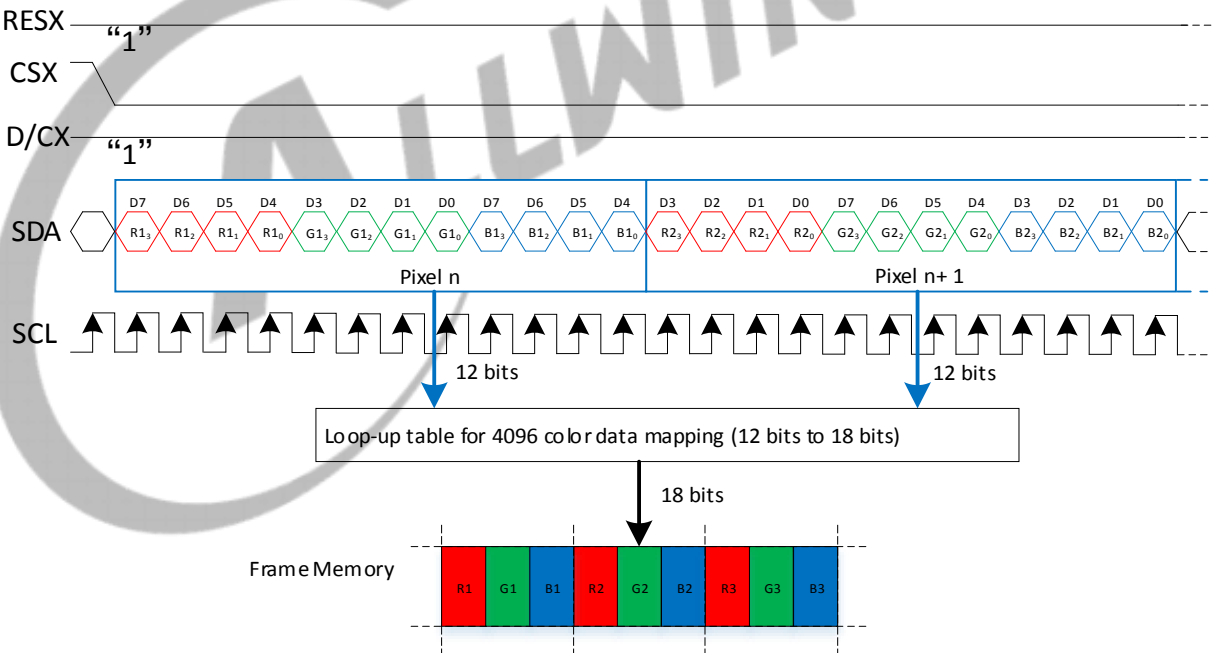 RESX
“1”
CSX
D/CX
“1”
ALLWIN
D7 D6 D5 D4 D3 D2 D1 D0 D7 D6 D5 D4 D3 D2 D1 D0 D7 D6 D5 D4 D3 D2 D1 D0
SDA R1₃ R1₂ R1₁ R1₀ G1₃ G1₂ G1₁ G1₀ B1₃ B1₂ B1₁ B1₀ R2₃ R2₂ R2₁ R2₀ G2₃ G2₂ G2₁ G2₀ B2₃ B2₂ B2₁ B2₀
Pixel n Pixel n+ 1
SCL
12 bits 12 bits
Loop-up table for 4096 color data mapping (12 bits to 18 bits)
18 bits
Frame Memory
R1 G1 B1 R2 G2 B2 R3 G3 B3